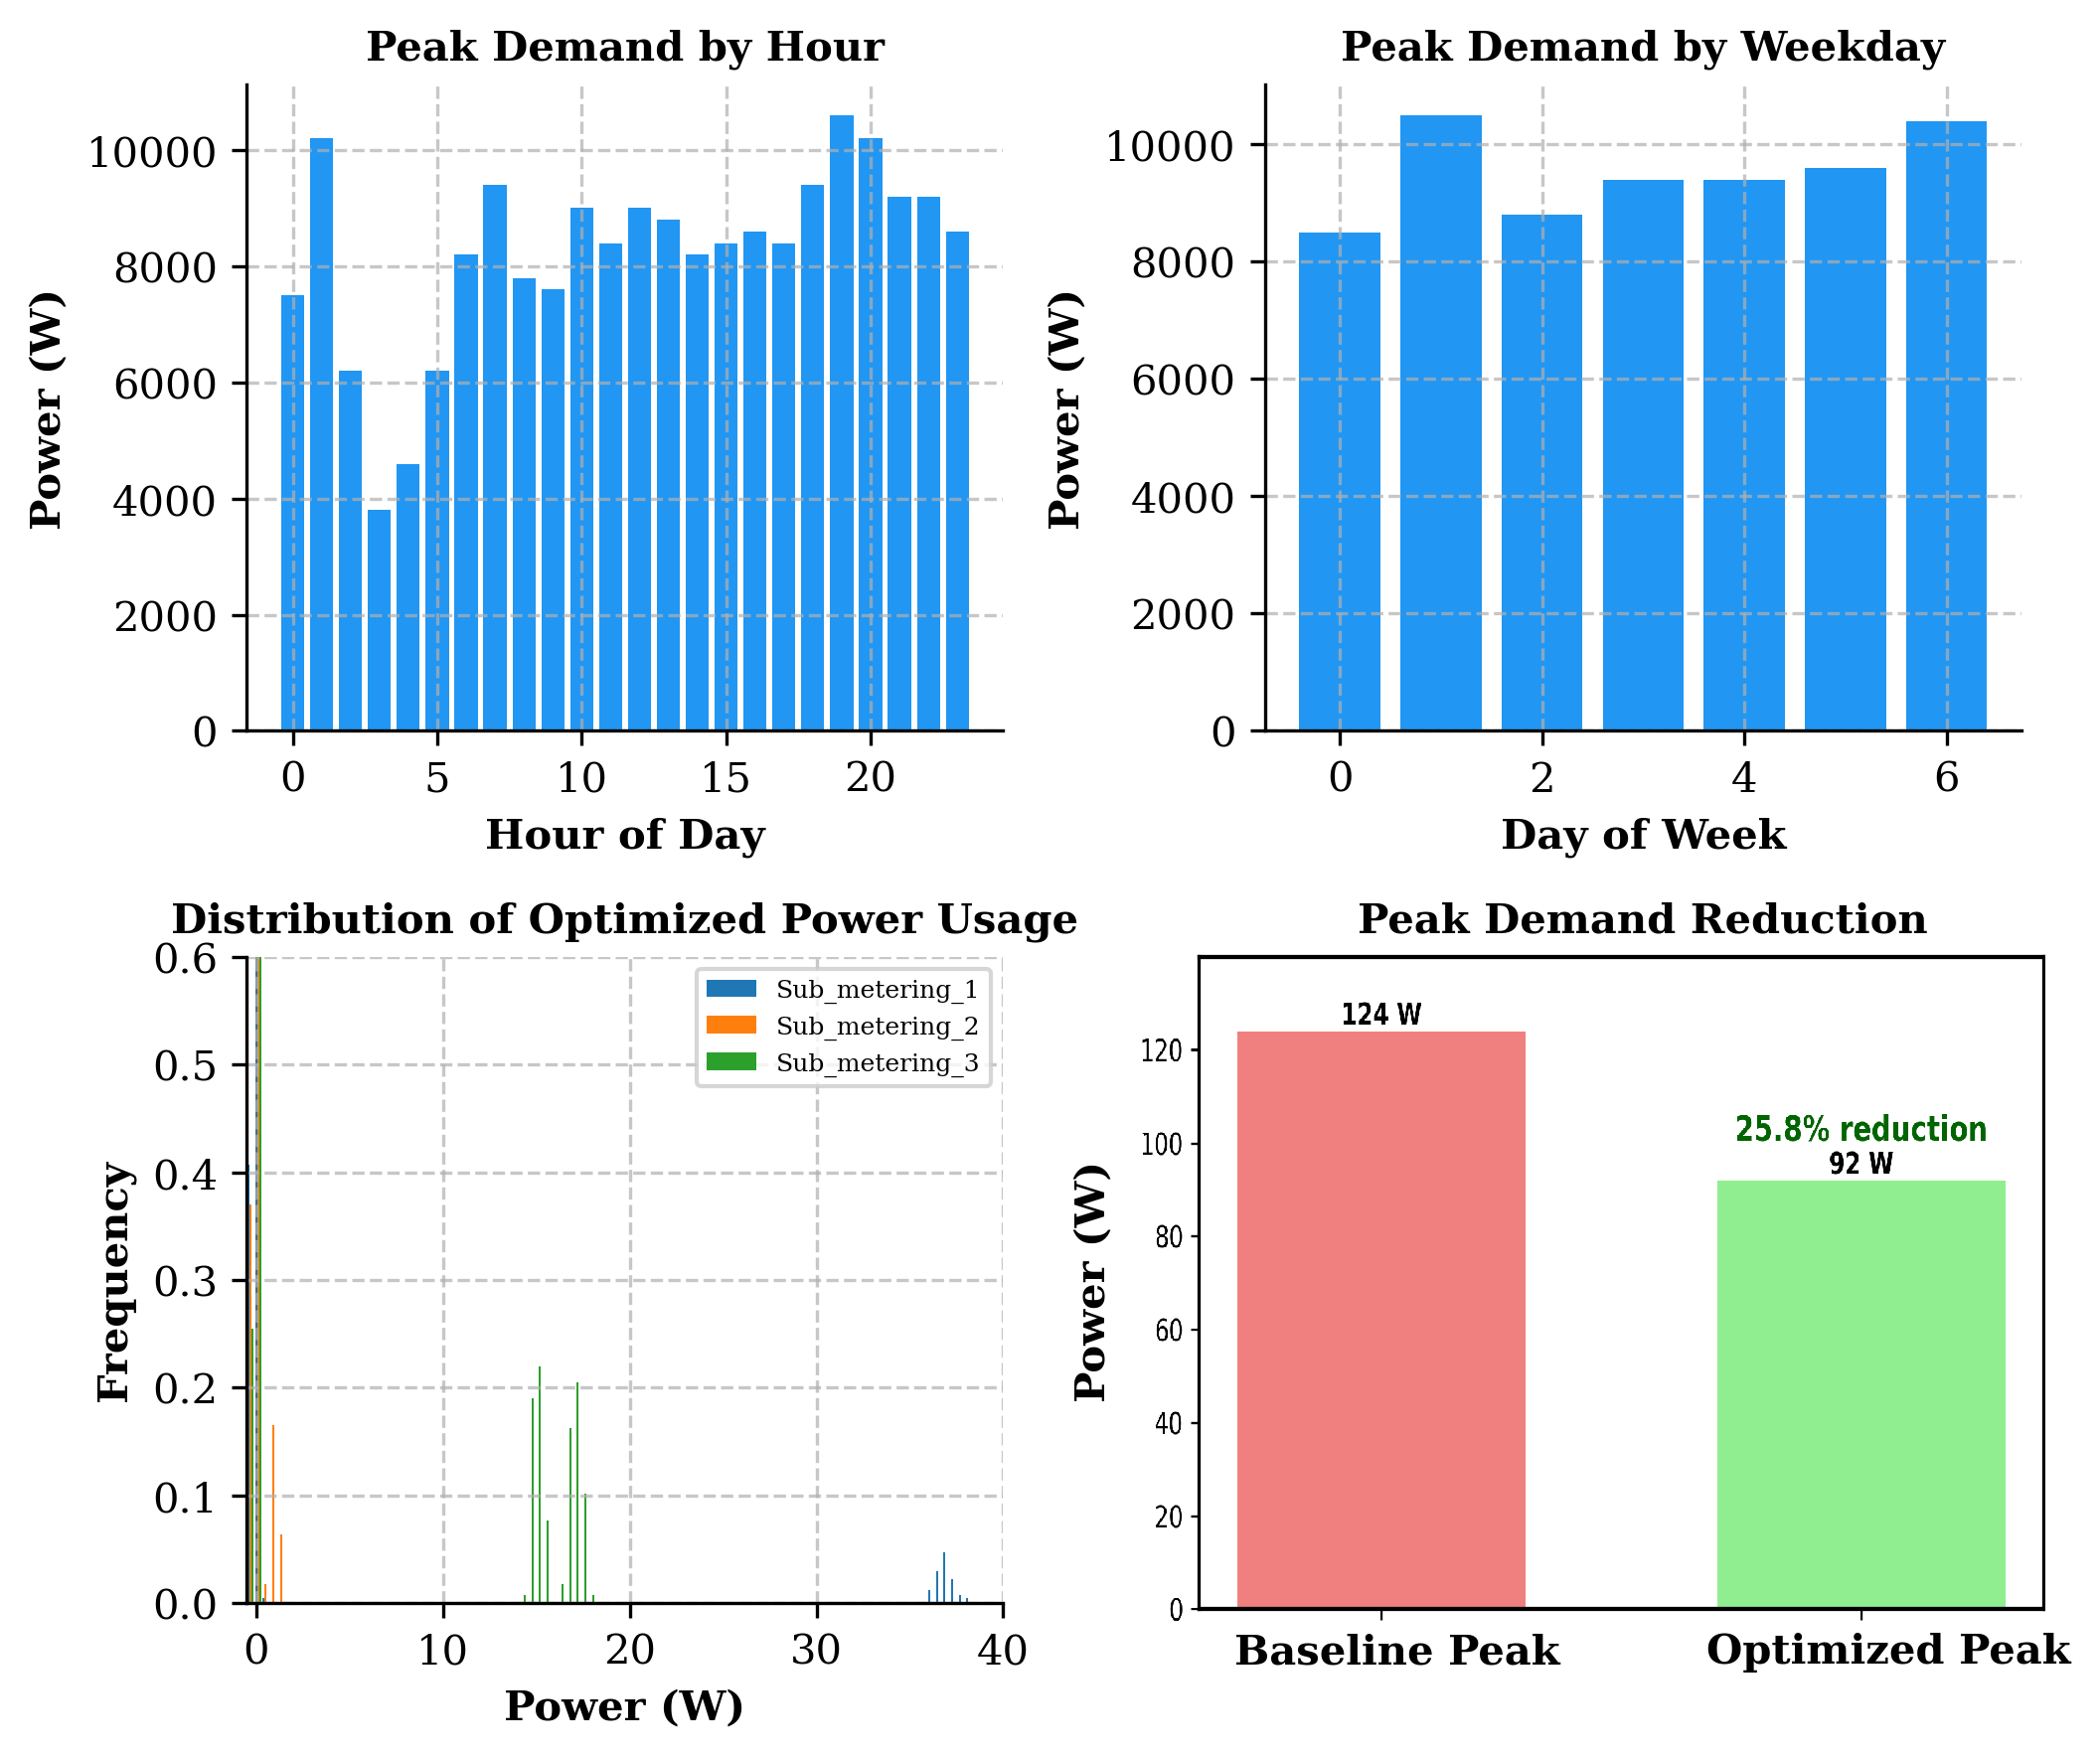 Peak Demand by Hour
Power (W)
10000
8000
6000
4000
2000
0
0 5 10 15 20
Hour of Day
Peak Demand by Weekday
Power (W)
10000
8000
6000
4000
2000
0
0 2 4 6
Day of Week
Distribution of Optimized Power Usage
Frequency
0.6
0.5
0.4
0.3
0.2
0.1
0.0
Sub_metering_1
Sub_metering_2
Sub_metering_3
0 10 20 30 40
Power (W)
Peak Demand Reduction
Power (W)
120
100
80
60
40
20
0
124 W
25.8% reduction
92 W
Baseline Peak Optimized Peak